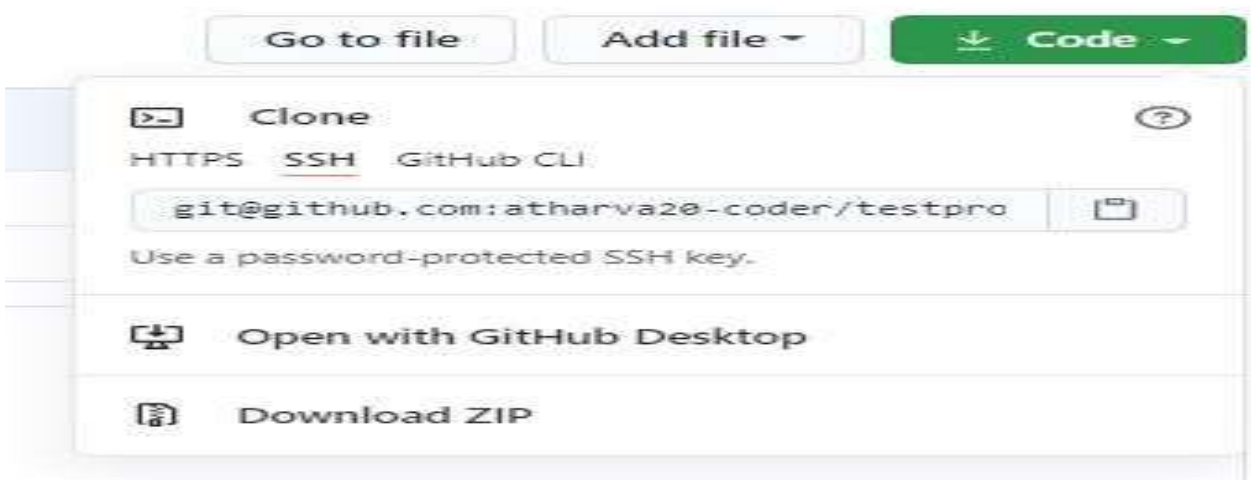 Go to file Add file Code
Clone
HTTPS SSH GitHub CLI
git@github.com:atharva20-coder/testpro
Use a password-protected SSH key.
Open with GitHub Desktop
Download ZIP